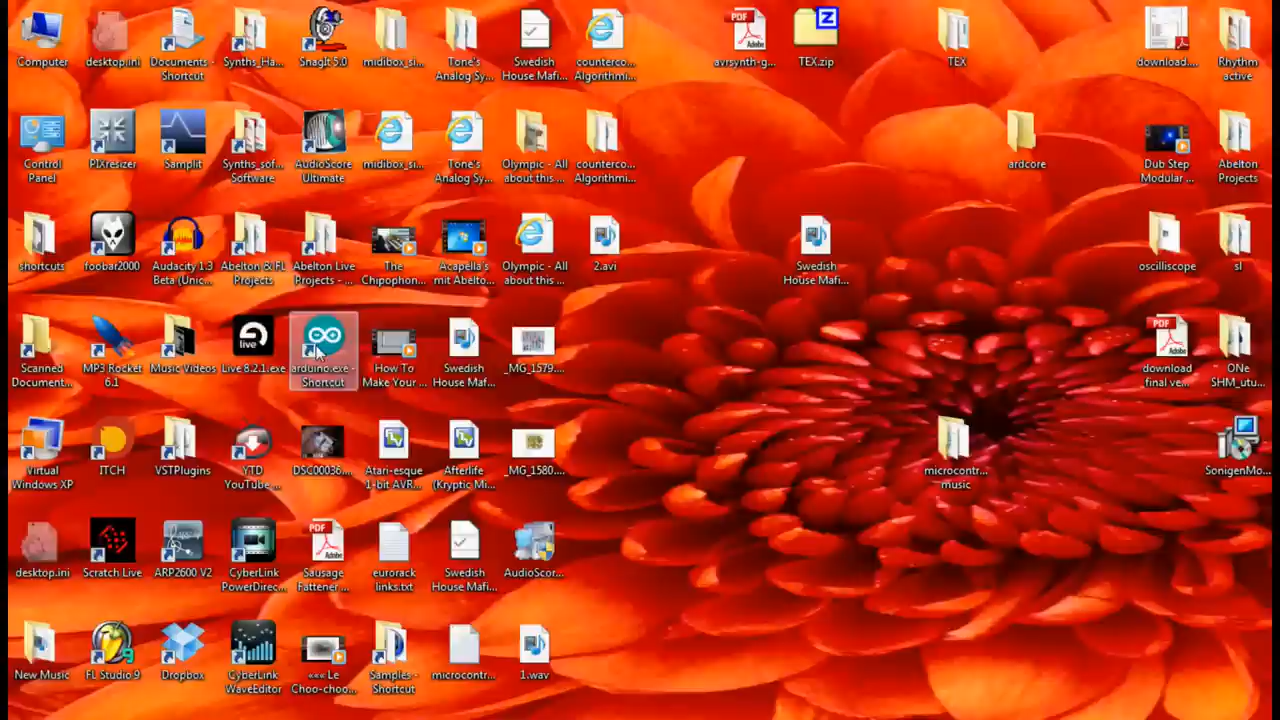 Computer
desktop.ini
Documents -
Shortcut
Synths_Ha...
SnagIt 5.0
midibox_si...
Tone's
Analog Sy...
Swedish
House Mafi...
counterco...
Algorithmi...
avrsynth-g...
TEX.zip
TEX
download....
Rhythm
active
Control
Panel
PIXresizer
Samplit
Synths_sof...
Software
AudioScore
Ultimate
midibox_si...
Tone's
Analog Sy...
Olympic - All
about this ...
counterco...
Algorithmi...
ardcore
Dub Step
Modular ...
Abelton
Projects
shortcuts
foobar2000
Audacity 1.3
Beta (Unic...
Abelton & FL
Projects
Abelton Live
Projects - ...
The
Chipophon...
Acapella's
mit Abelto...
Olympic - All
about this ...
2.avi
Swedish
House Mafi...
oscilliscope
sl
Scanned
Document...
MP3 Rocket
6.1
Music Videos
live
Live 8.2.1.exe
arduino.exe -
Shortcut
How To
Make Your ...
Swedish
House Maf...
_MG_1579....
download
final ve...
ONe
SHM_utu...
Virtual
Windows XP
ITCH
VSTPlugins
YTD
YouTube ...
DSC00036....
Atari-esque
1-bit AVR...
Afterlife
(Kryptic Mi...
_MG_1580....
microcontr...
music
SonigenMo...
desktop.ini
Scratch Live
ARP2600 V2
CyberLink
PowerDirec...
Sausage
Fattener ...
eurorack
links.txt
Swedish
House Mafi...
AudioScor...
New Music
FL Studio 9
Dropbox
CyberLink
WaveEditor
««« Le
Choo-choo...
Samples -
Shortcut
microcontr...
1.wav